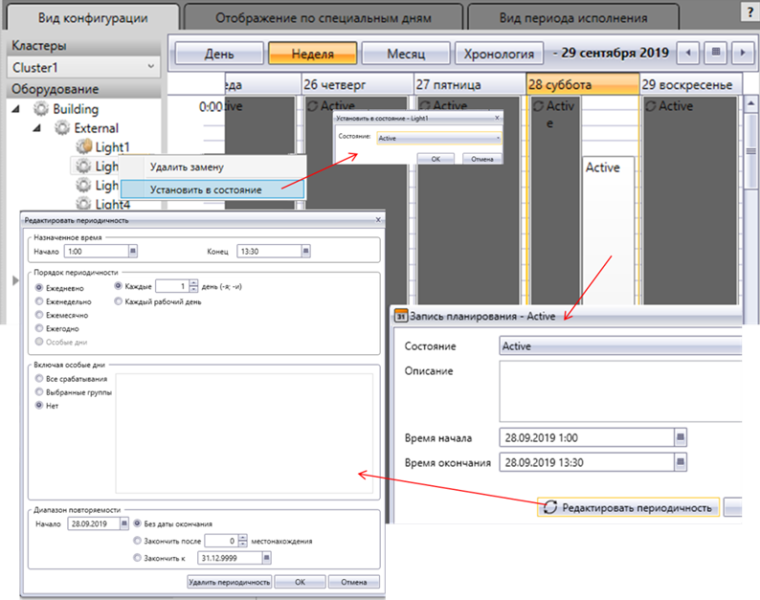 Вид конфигурации
Отображение по специальным дням
Вид периода исполнения
?
Кластеры
Cluster1
День
Неделя
Месяц
Хронология
- 29 сентября 2019
Оборудование
Building
External
Light1
Ligh
Ligh
Light4
Удалить замену
Установить в состояние
еда
26 четверг
27 пятница
28 суббота
29 воскресенье
0:00
ive
Active
Active
Activ
e
Active
Active
Установить в состояние - Light1
x
Состояние:
Active
OK
Отмена
Редактировать периодичность
x
Назначенное время
Начало
1:00
Конец
13:30
Порядок периодичности
Ежедневно
Еженедельно
Ежемесячно
Ежегодно
Особые дни
Каждые
1
день (-я; -и)
Каждый рабочий день
Включая особые дни
Все срабатывания
Выбранные группы
Нет
Диапазон повторяемости
Начало
28.09.2019
Без даты окончания
Закончить после
0
местонахождения
Закончить к
31.12.9999
Удалить периодичность
OK
Отмена
31
Запись планирования - Active
Состояние
Active
Описание
Время начала
28.09.2019 1:00
Время окончания
28.09.2019 13:30
Редактировать периодичность